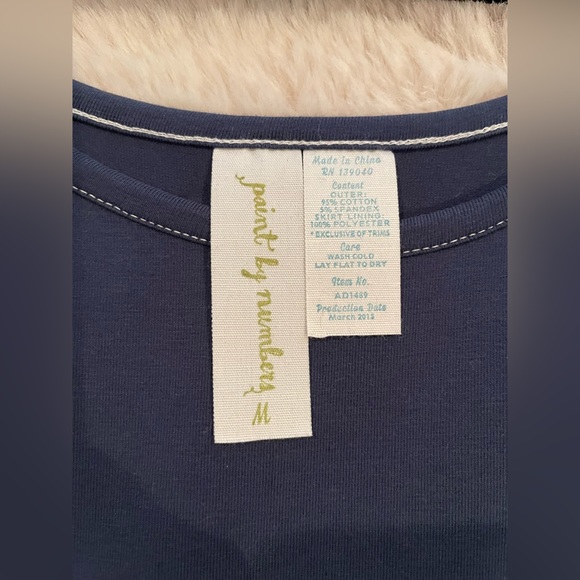 paint by numbers M
Made in China
RN 139040
Content
OUTER:
95% COTTON
5% SPANDEX
SKIRT LINING:
100% POLYESTER
* EXCLUSIVE OF TRIMS
Care
WASH COLD
LAY FLAT TO DRY
Item No.
AD1489
Production Date
March 2012